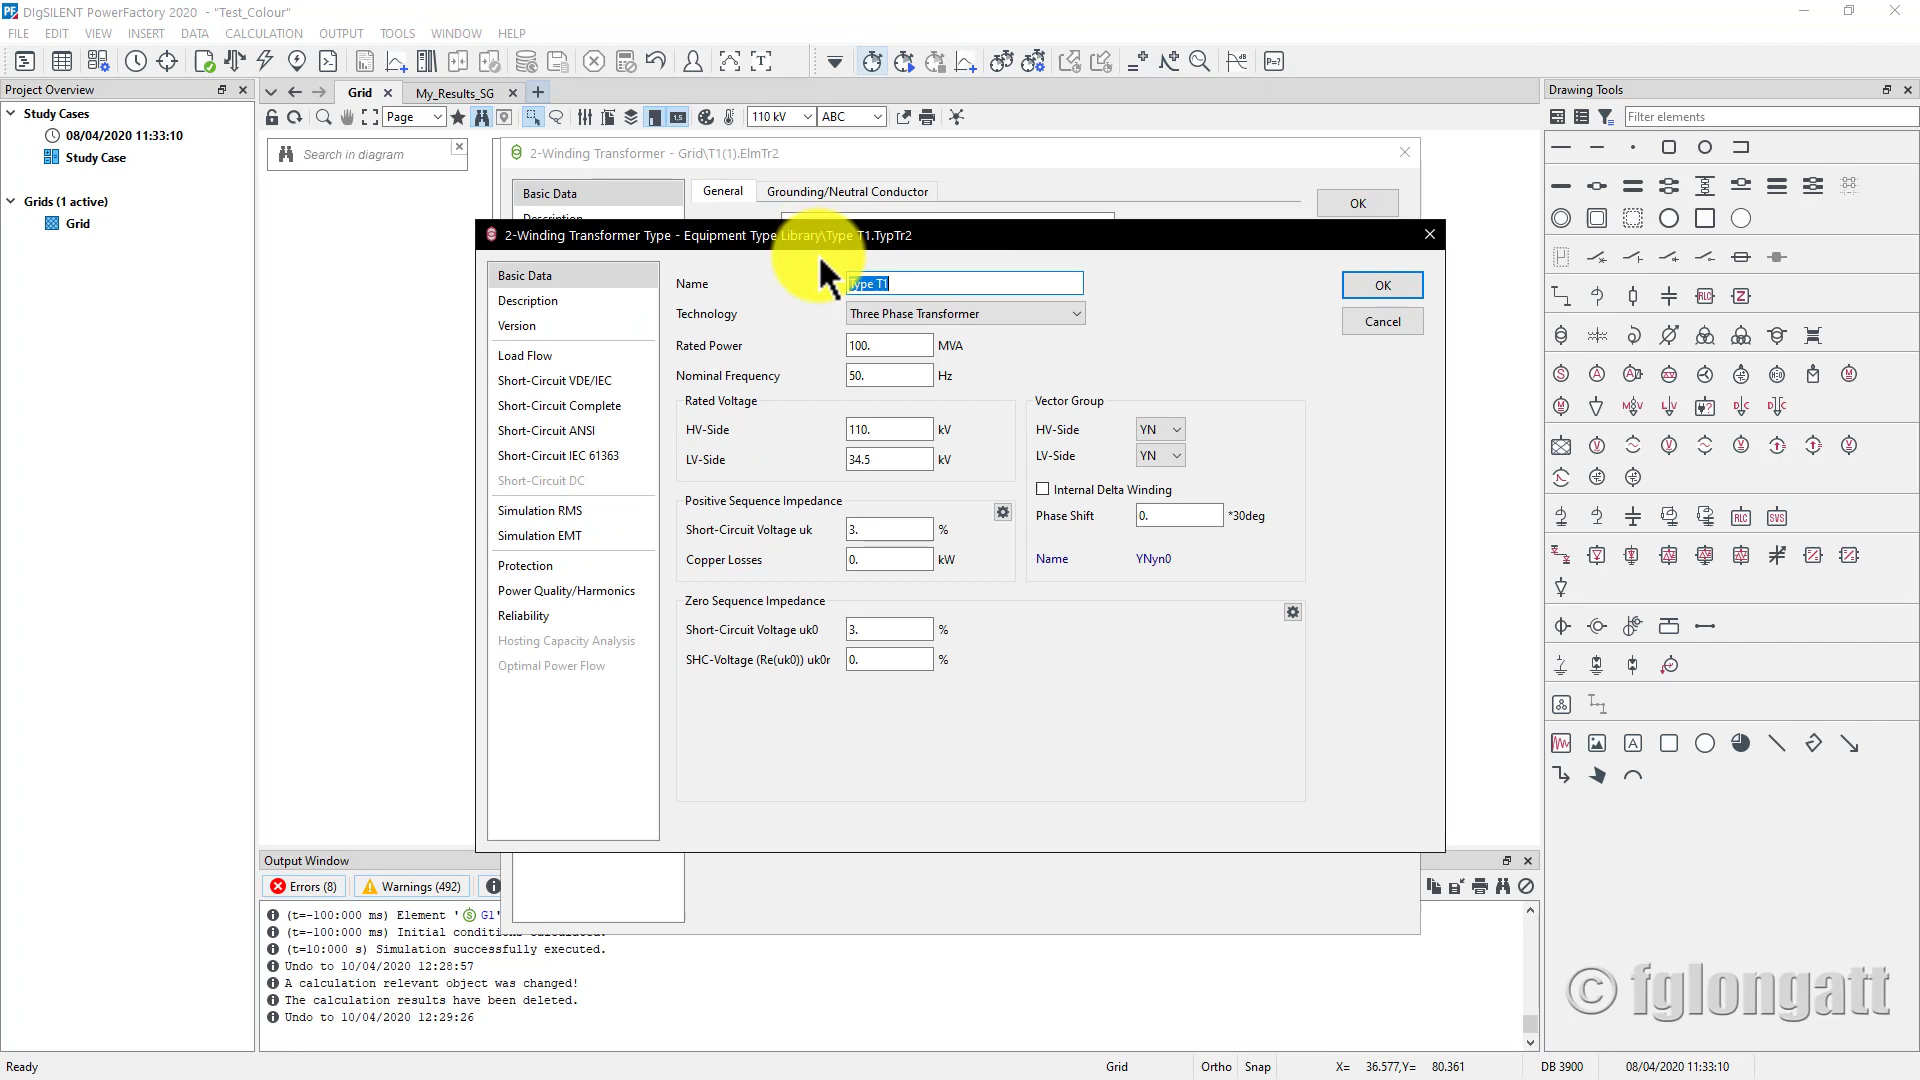 DIgSILENT PowerFactory 2020 - "Test_Colour"
FILE EDIT VIEW INSERT DATA CALCULATION OUTPUT TOOLS WINDOW HELP
Project Overview
Study Cases
08/04/2020 11:33:10
Study Case
Grids (1 active)
Grid
Grid My_Results_SG
Page 110 kV ABC
Search in diagram
2-Winding Transformer - Grid\T1(1).ElmTr2
Basic Data General Grounding/Neutral Conductor OK
Description
2-Winding Transformer Type - Equipment Type Library\Type T1.TypTr2
Basic Data
Description
Version
Load Flow
Short-Circuit VDE/IEC
Short-Circuit Complete
Short-Circuit ANSI
Short-Circuit IEC 61363
Short-Circuit DC
Simulation RMS
Simulation EMT
Protection
Power Quality/Harmonics
Reliability
Hosting Capacity Analysis
Optimal Power Flow
Name Type T1
Technology Three Phase Transformer
Rated Power 100. MVA
Nominal Frequency 50. Hz
Rated Voltage
HV-Side 110. kV
LV-Side 34.5 kV
Positive Sequence Impedance
Short-Circuit Voltage uk 3. %
Copper Losses 0. kW
Vector Group
HV-Side YN
LV-Side YN
Internal Delta Winding
Phase Shift 0. *30deg
Name YNyn0
Zero Sequence Impedance
Short-Circuit Voltage uk0 3. %
SHC-Voltage (Re(uk0)) uk0r 0. %
OK
Cancel
Output Window
Errors (8) Warnings (492)
(t=-100:000 ms) Element ' G1'
(t=-100:000 ms) Initial conditions calculated.
(t=10:000 s) Simulation successfully executed.
Undo to 10/04/2020 12:28:57
A calculation relevant object was changed!
The calculation results have been deleted.
Undo to 10/04/2020 12:29:26
Drawing Tools
Filter elements
© fglongatt
Ready Grid Ortho Snap X= 36.577,Y= 80.361 DB 3900 08/04/2020 11:33:10